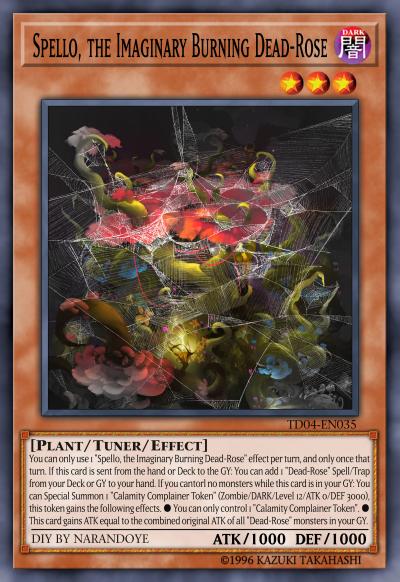 Spello, the Imaginary Burning Dead-Rose
DARK
闇
TD04-EN035
[Plant/Tuner/Effect]
You can only use 1 "Spello, the Imaginary Burning Dead-Rose" effect per turn, and only once that
turn. If this card is sent from the hand or Deck to the GY: You can add 1 "Dead-Rose" Spell/Trap
from your Deck or GY to your hand. If you cantorl no monsters while this card is in your GY: You
can Special Summon 1 "Calamity Complainer Token" (Zombie/DARK/Level 12/ATK 0/DEF 3000),
this token gains the following effects. ● You can only control 1 "Calamity Complainer Token". ●
This card gains ATK equal to the combined original ATK of all "Dead-Rose" monsters in your GY.
DIY BY NARANDOYE
ATK/1000 DEF/1000
©1996 KAZUKI TAKAHASHI